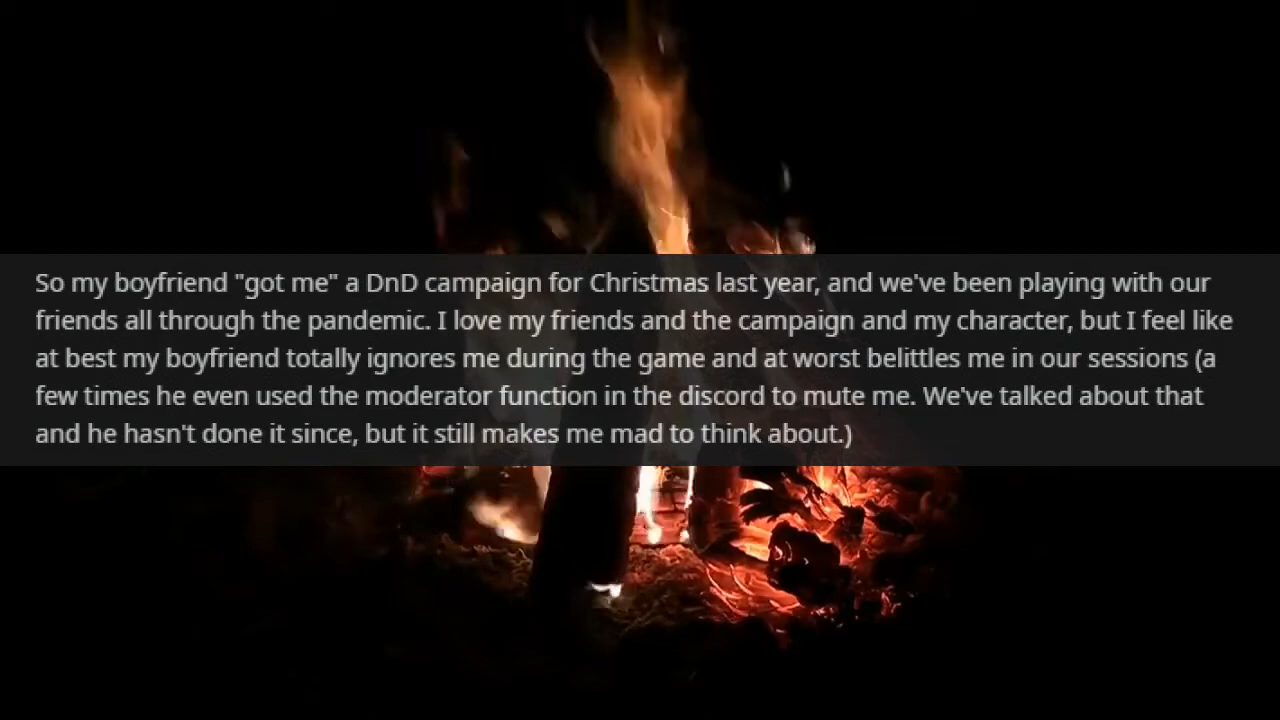 So my boyfriend "got me" a DnD campaign for Christmas last year, and we've been playing with our
friends all through the pandemic. I love my friends and the campaign and my character, but I feel like
at best my boyfriend totally ignores me during the game and at worst belittles me in our sessions (a
few times he even used the moderator function in the discord to mute me. We've talked about that
and he hasn't done it since, but it still makes me mad to think about.)